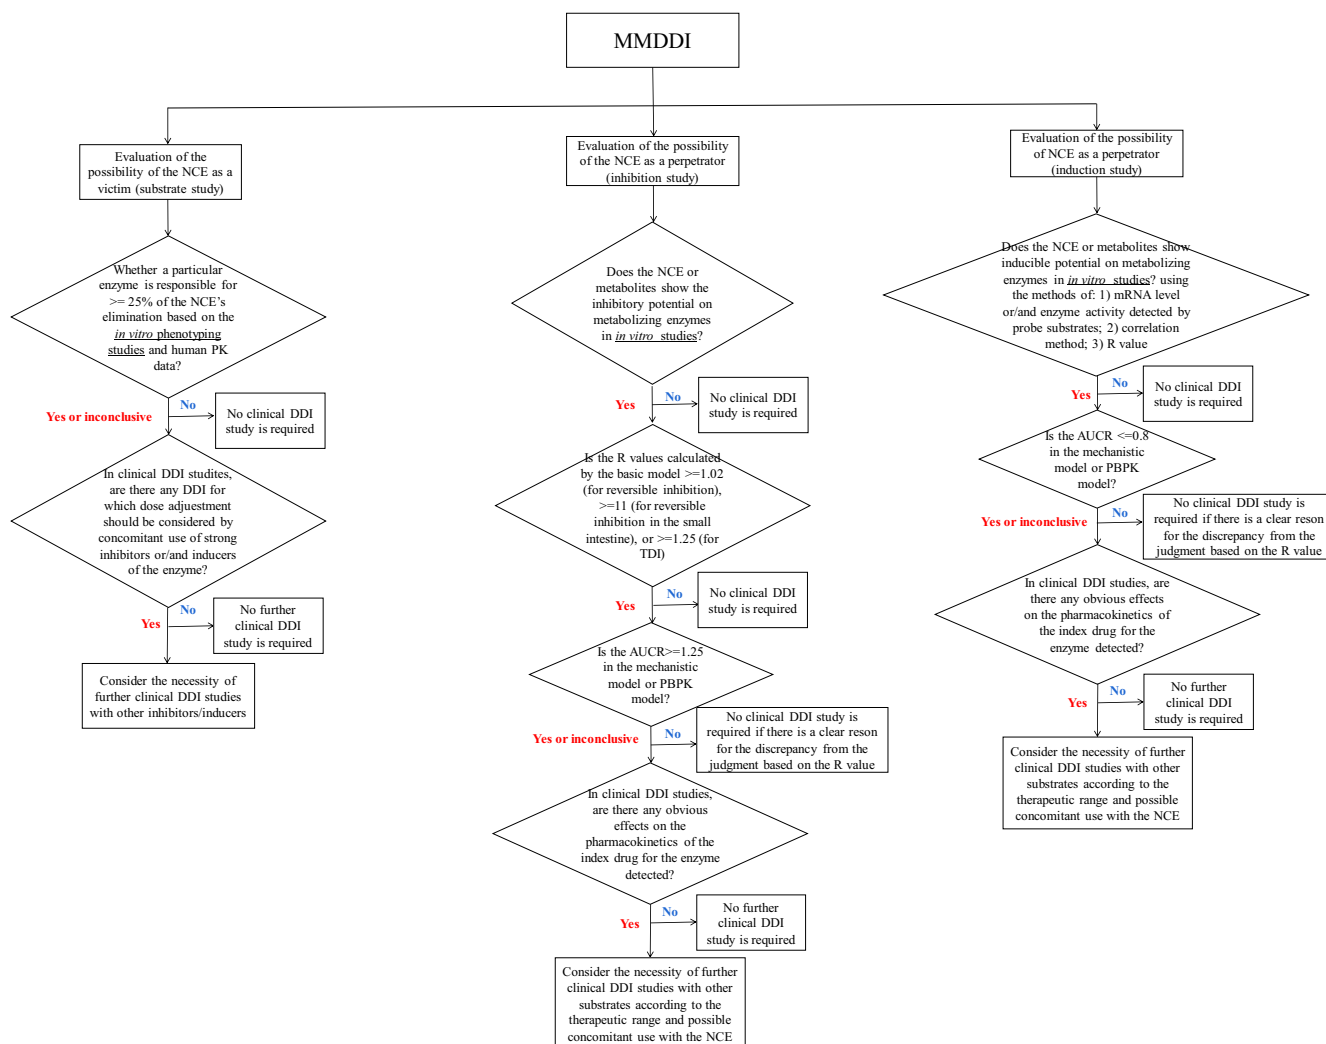 MMDDI
Evaluation of the
possibility of the NCE as a
victim (substrate study)
Whether a particular
enzyme is responsible for
>= 25% of the NCE's
elimination based on the
in vitro phenotyping
studies and human PK
data?
Yes or inconclusive
No
No clinical DDI
study is required
In clinical DDI studites,
are there any DDI for
which dose adjuestment
should be considered by
concomitant use of strong
inhibitors or/and inducers
of the enzyme?
Yes
No
No further
clinical DDI
study is required
Consider the necessity of
further clinical DDI studies
with other inhibitors/inducers
Evaluation of the possibility
of the NCE as a perpetrator
(inhibition study)
Does the NCE or
metabolites show the
inhibitory potential on
metabolizing enzymes
in in vitro studies?
Yes
No
No clinical DDI
study is required
Is the R values calculated
by the basic model >=1.02
(for reversible inhibition),
>=11 (for reversible
inhibition in the small
intestine), or >=1.25 (for
TDI)
Yes
No
No clinical DDI
study is required
Is the AUCR>=1.25
in the mechanistic
model or PBPK
model?
Yes or inconclusive
No
No clinical DDI study is
required if there is a clear reson
for the discrepancy from the
judgment based on the R value
In clinical DDI studies,
are there any obvious
effects on the
pharmacokinetics of the
index drug for the enzyme
detected?
Yes
No
No further
clinical DDI
study is required
Consider the necessity of further
clinical DDI studies with other
substrates according to the
therapeutic range and possible
concomitant use with the NCE
Evaluation of the possibility
of NCE as a perpetrator
(induction study)
Does the NCE or metabolites show
inducible potential on metabolizing
enzymes in in vitro studies? using
the methods of: 1) mRNA level
or/and enzyme activity detected by
probe substrates; 2) correlation
method; 3) R value
Yes
No
No clinical DDI
study is required
Is the AUCR <=0.8
in the mechanistic
model or PBPK
model?
Yes or inconclusive
No
No clinical DDI study is
required if there is a clear reson
for the discrepancy from the
judgment based on the R value
In clinical DDI studies, are
there any obvious effects
on the pharmacokinetics of
the index drug for the
enzyme detected?
Yes
No
No further
clinical DDI
study is required
Consider the necessity of further
clinical DDI studies with other
substrates according to the
therapeutic range and possible
concomitant use with the NCE